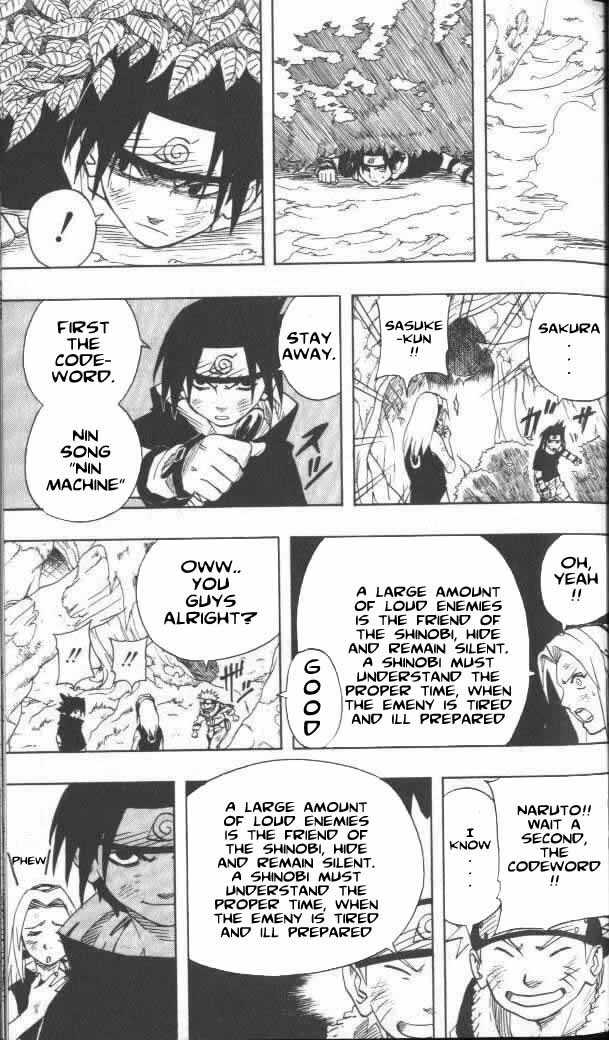 !
SAKURA
.
.
.
SASUKE
-KUN
!!
STAY
AWAY.
FIRST
THE
CODE-
WORD.
NIN
SONG
"NIN
MACHINE"
OH,
YEAH
!!
A LARGE AMOUNT
OF LOUD ENEMIES
IS THE FRIEND OF
THE SHINOBI, HIDE
AND REMAIN SILENT.
A SHINOBI MUST
UNDERSTAND THE
PROPER TIME, WHEN
THE EMENY IS TIRED
AND ILL PREPARED
G
O
O
D
OWW..
YOU
GUYS
ALRIGHT?
!!
!!
NARUTO!!
WAIT A
SECOND,
THE
CODEWORD
!!
I
KNOW
.
.
.
A LARGE AMOUNT
OF LOUD ENEMIES
IS THE FRIEND OF
THE SHINOBI, HIDE
AND REMAIN SILENT.
A SHINOBI MUST
UNDERSTAND THE
PROPER TIME, WHEN
THE EMENY IS TIRED
AND ILL PREPARED
PHEW